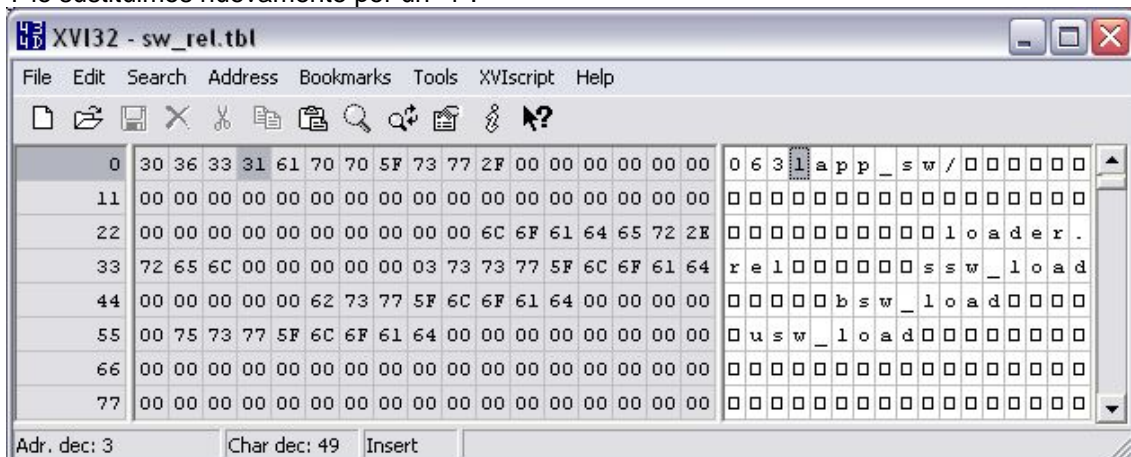 sustituimos nuevamente por un
XVI32 - sw_rel.tbl
File Edit Search Address Bookmarks Tools XVIscript Help
0 30 36 33 31 61 70 70 5F 73 77 2F 00 00 00 00 00 00 0 6 3 1 a p p _ s w / □ □ □ □ □ □
11 00 00 00 00 00 00 00 00 00 00 00 00 00 00 00 00 00 □ □ □ □ □ □ □ □ □ □ □ □ □ □ □ □ □
22 00 00 00 00 00 00 00 00 00 00 6C 6F 61 64 65 72 2E □ □ □ □ □ □ □ □ □ □ l o a d e r .
33 72 65 6C 00 00 00 00 00 03 73 73 77 5F 6C 6F 61 64 r e l □ □ □ □ □ □ s s w _ l o a d
44 00 00 00 00 00 62 73 77 5F 6C 6F 61 64 00 00 00 00 □ □ □ □ □ b s w _ l o a d □ □ □ □
55 00 75 73 77 5F 6C 6F 61 64 00 00 00 00 00 00 00 00 □ u s w _ l o a d □ □ □ □ □ □ □ □
66 00 00 00 00 00 00 00 00 00 00 00 00 00 00 00 00 00 □ □ □ □ □ □ □ □ □ □ □ □ □ □ □ □ □
77 00 00 00 00 00 00 00 00 00 00 00 00 00 00 00 00 00 □ □ □ □ □ □ □ □ □ □ □ □ □ □ □ □ □
Adr. dec: 3 Char dec: 49 Insert